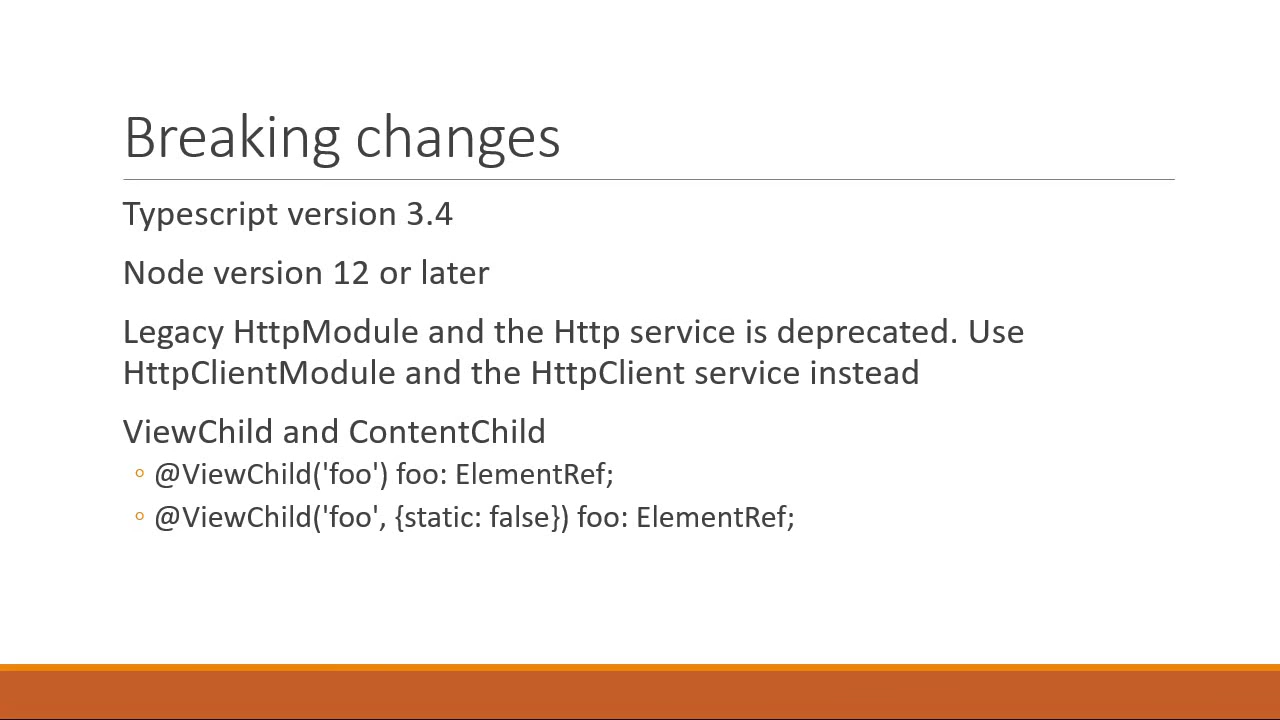 Breaking changes
Typescript version 3.4
Node version 12 or later
Legacy HttpModule and the Http service is deprecated. Use
HttpClientModule and the HttpClient service instead
ViewChild and ContentChild
◦ @ViewChild('foo') foo: ElementRef;
◦ @ViewChild('foo', {static: false}) foo: ElementRef;